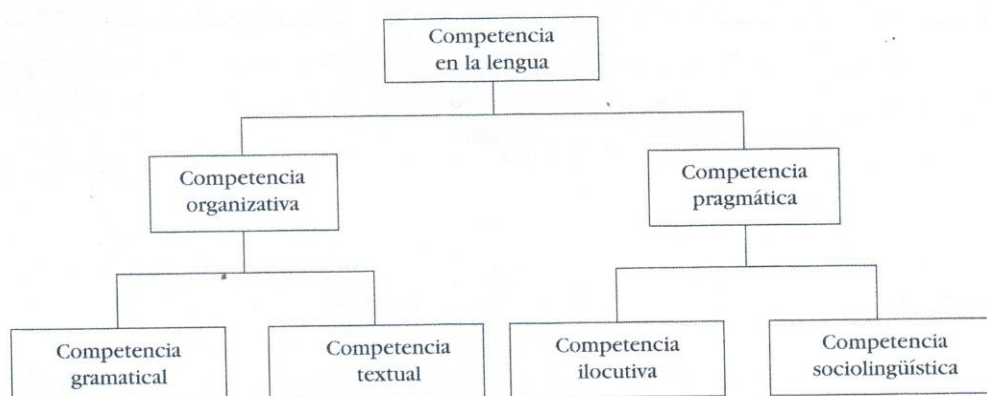 Competencia
en la lengua
Competencia
organizativa
Competencia
pragmática
Competencia
gramatical
Competencia
textual
Competencia
ilocutiva
Competencia
sociolingüística